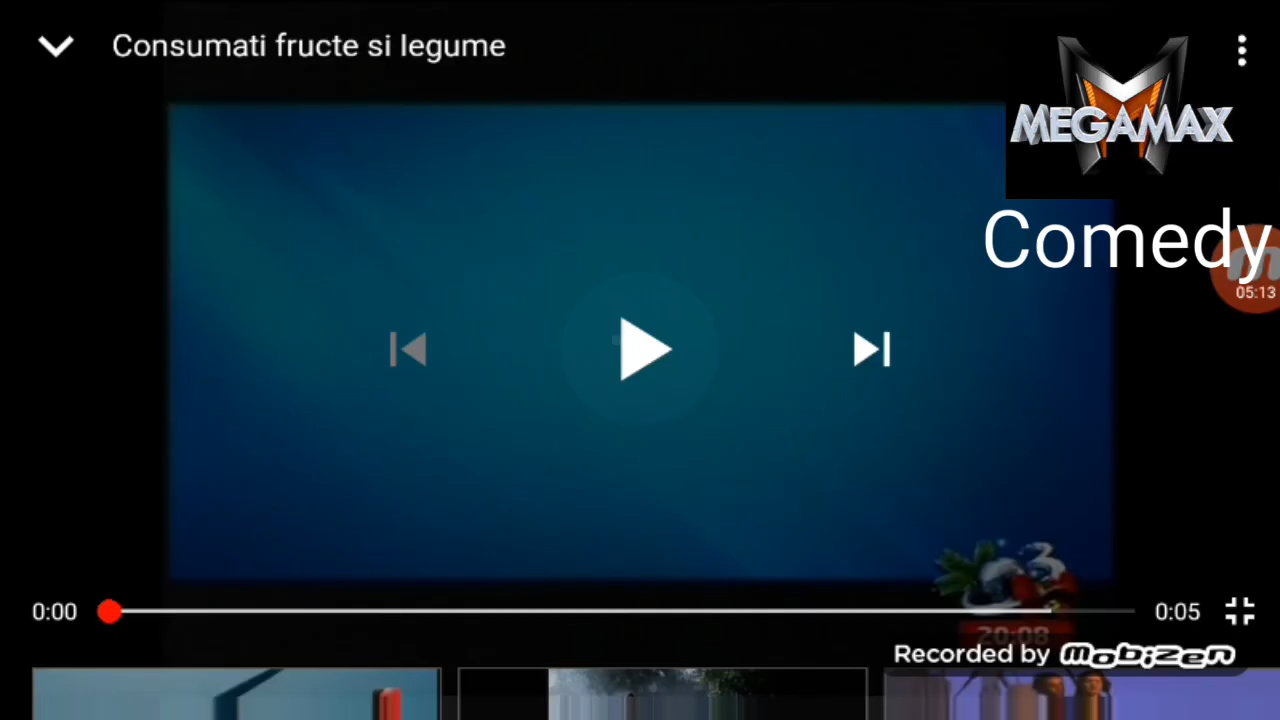 Consumati fructe si legume
MEGAMAX
Comedy
05:13
0:00
0:05
20:08
Recorded by mobizen